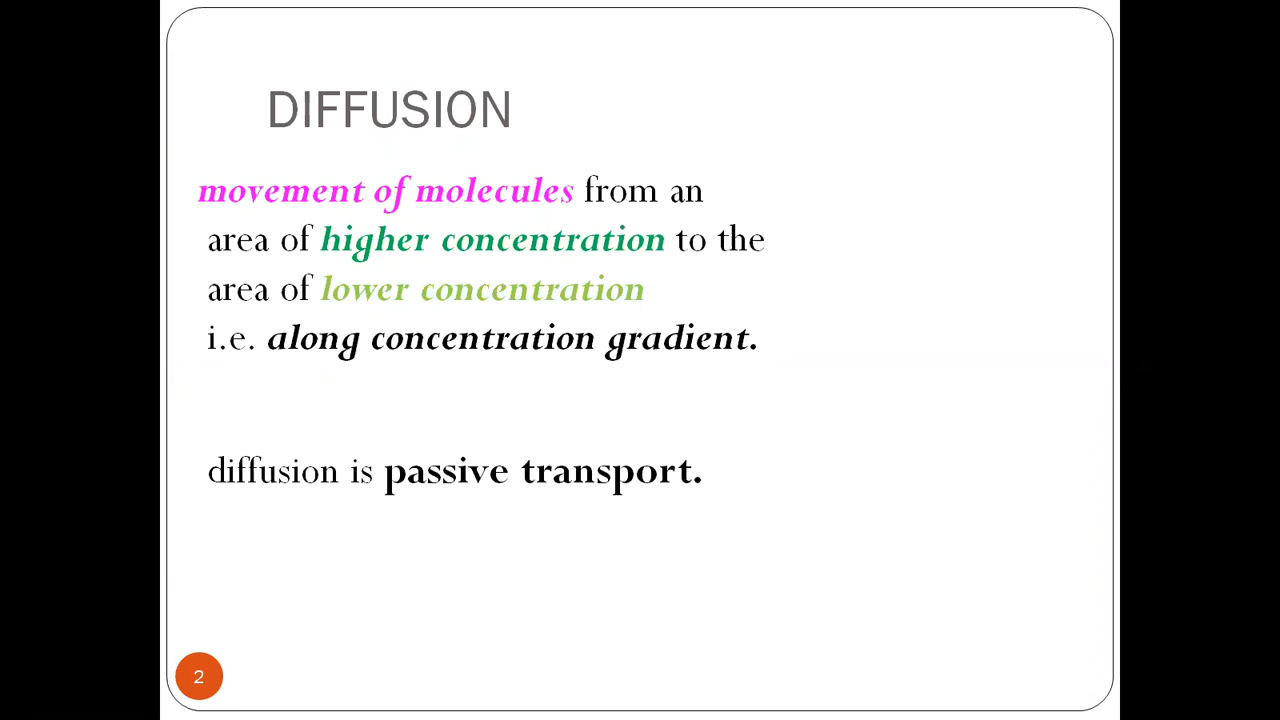 DIFFUSION
movement of molecules from an
area of higher concentration to the
area of lower concentration
i.e. along concentration gradient.
diffusion is passive transport.
2